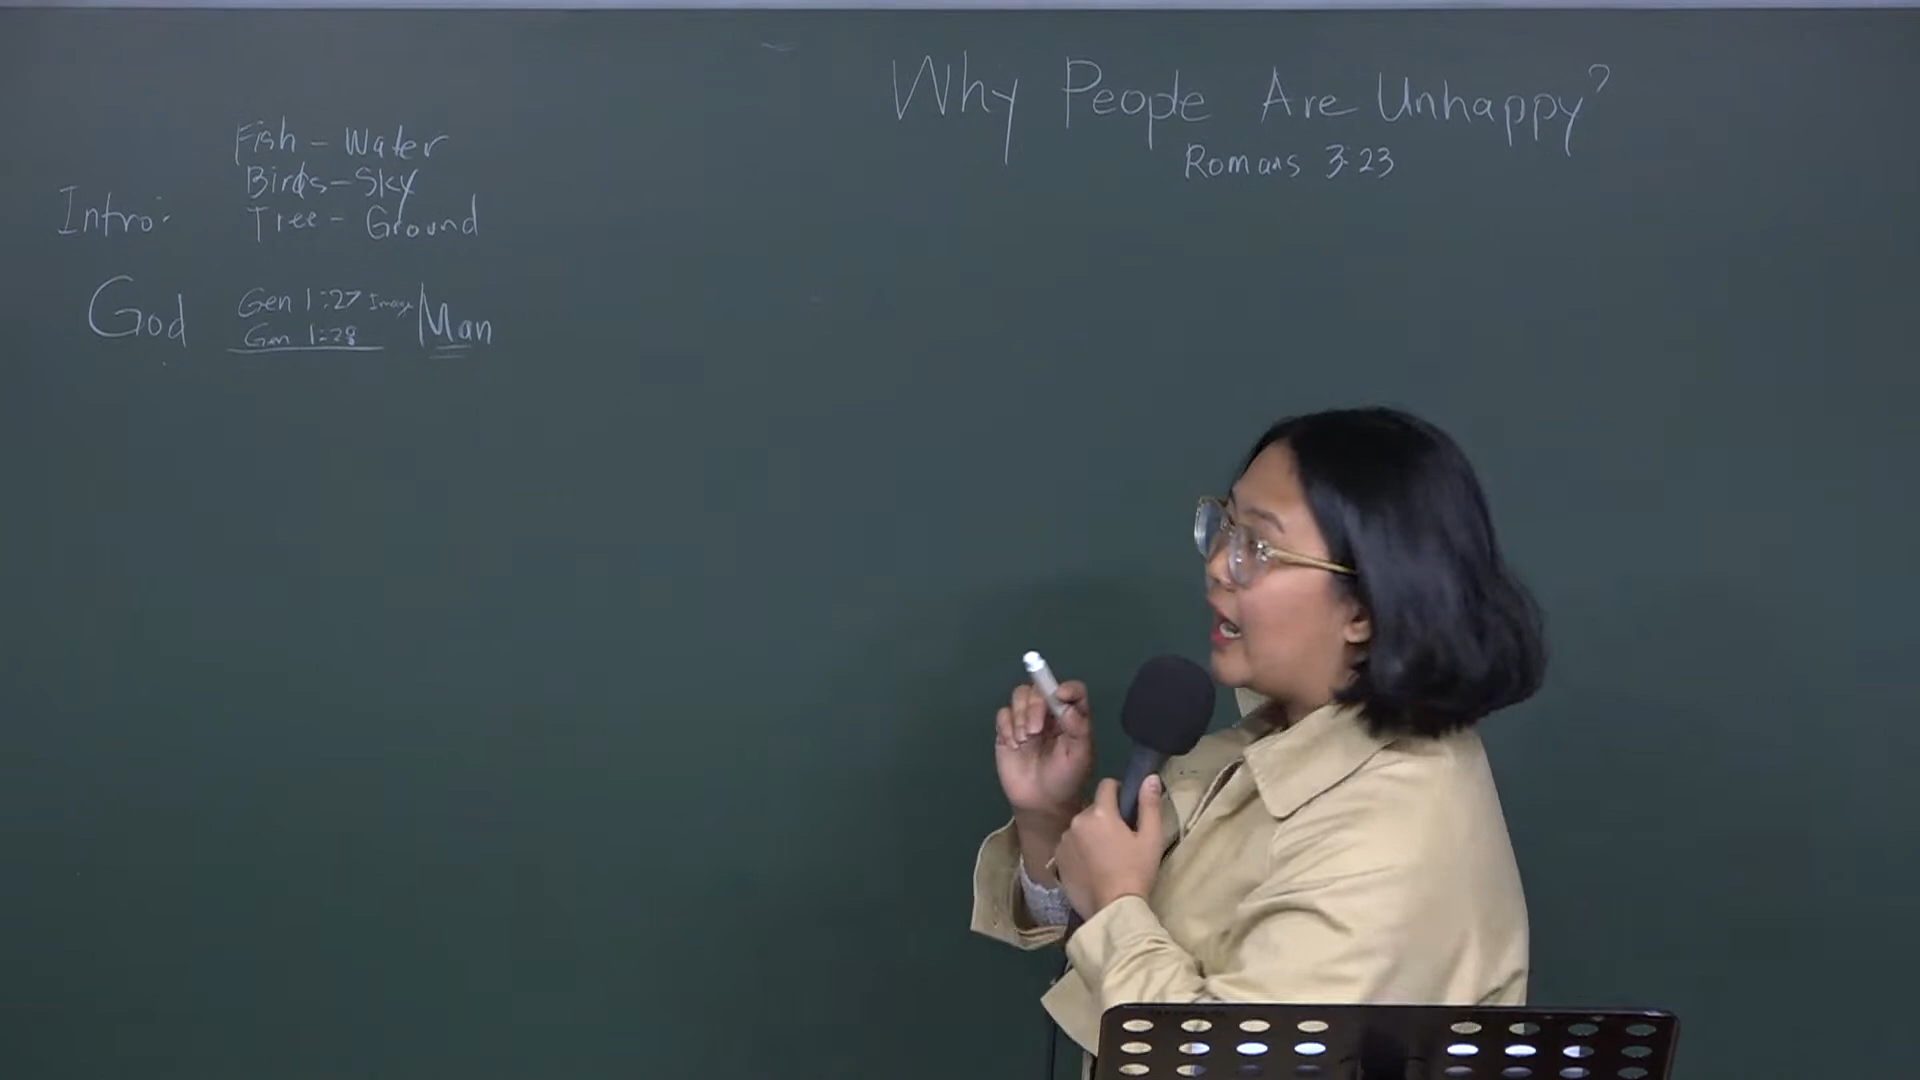 Why People Are Unhappy?
Romans 3:23
Fish - Water
Birds - Sky
Intro: Tree - Ground
God Gen 1:27 Image Man
Gen 1:28